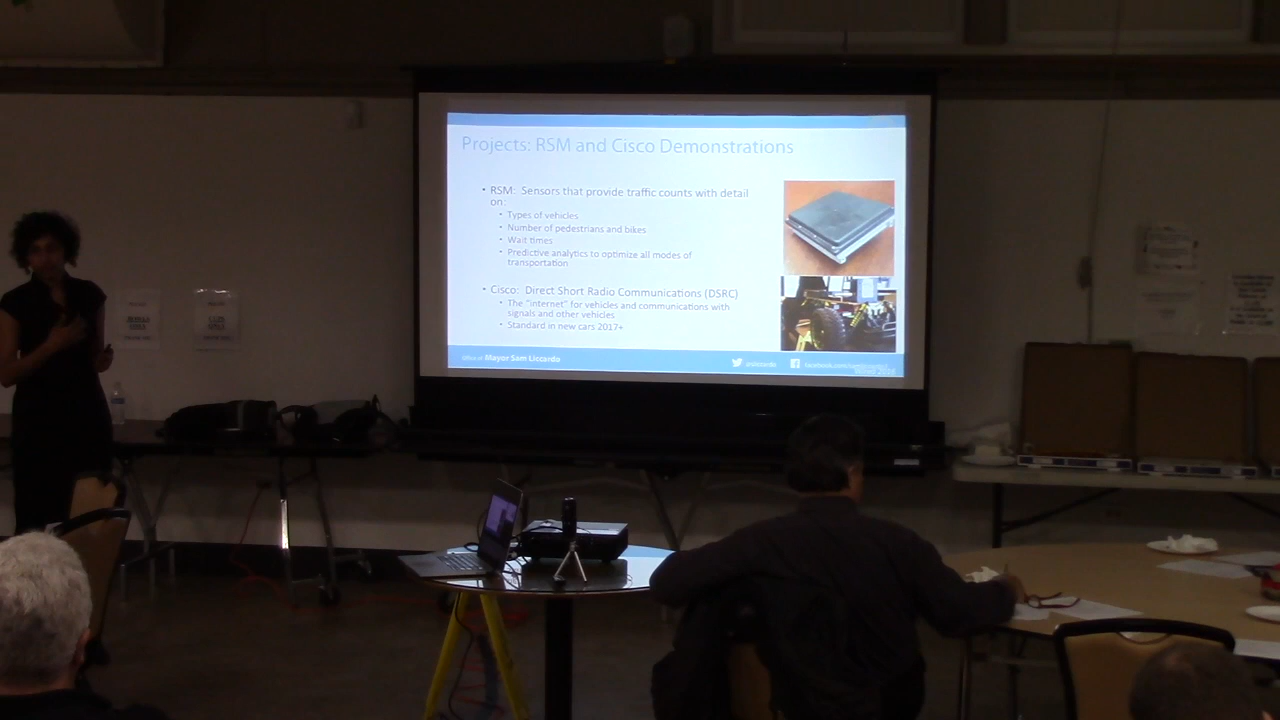 Projects: RSM and Cisco Demonstrations
• RSM: Sensors that provide traffic counts with detail
on:
• Types of vehicles
• Number of pedestrians and bikes
• Wait times
• Predictive analytics to optimize all modes of
transportation
• Cisco: Direct Short Radio Communications (DSRC)
• The "internet" for vehicles and communications with
signals and other vehicles
• Standard in new cars 2017+
Office of Mayor Sam Liccardo